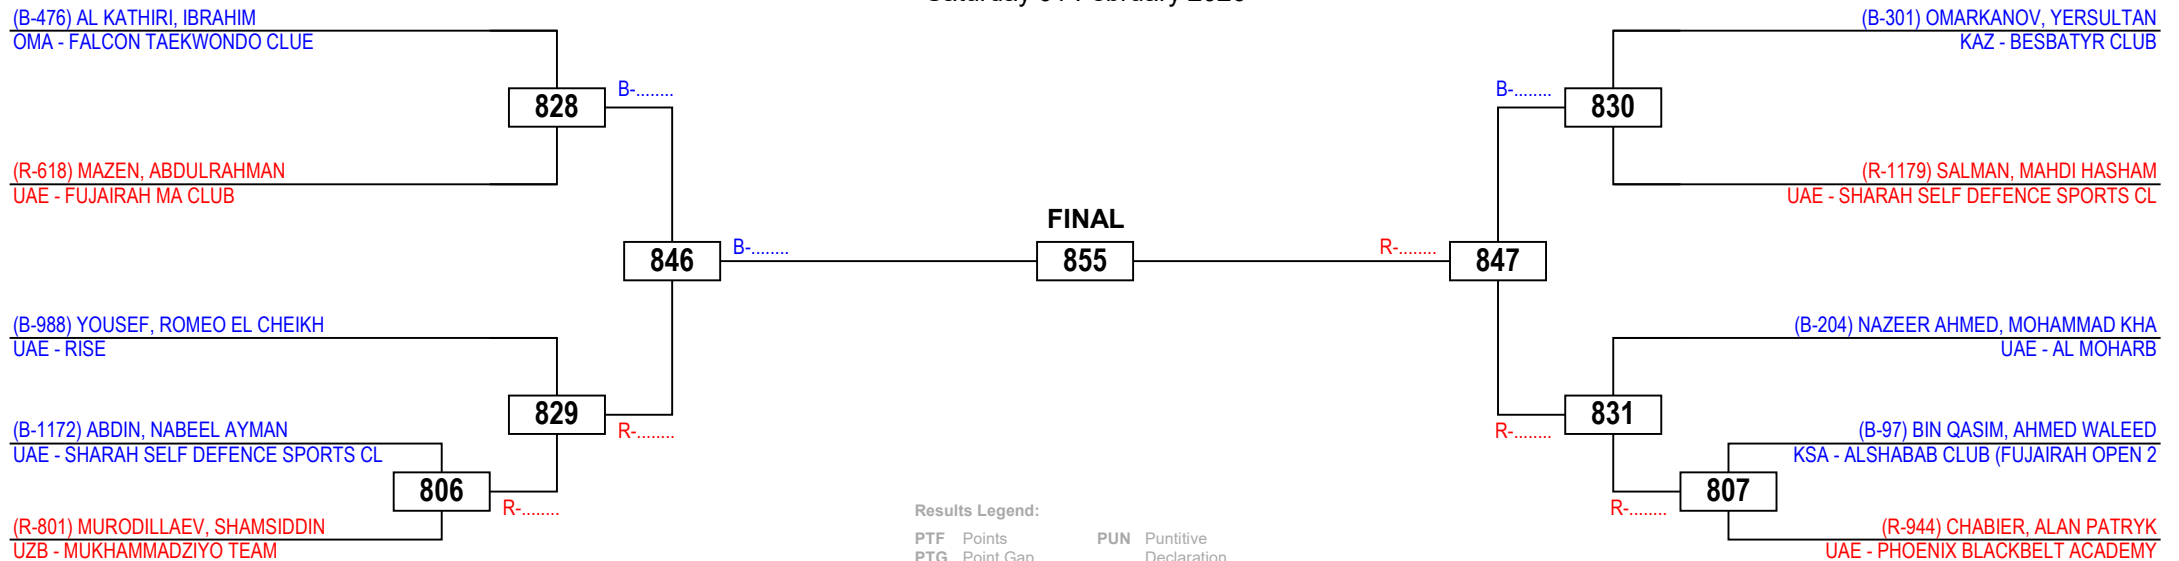 (B-476) AL KATHIRI, IBRAHIM
OMA - FALCON TAEKWONDO CLUE
828
B-........
(R-618) MAZEN, ABDULRAHMAN
UAE - FUJAIRAH MA CLUB
846
B-........
(B-988) YOUSEF, ROMEO EL CHEIKH
UAE - RISE
829
R-........
(B-1172) ABDIN, NABEEL AYMAN
UAE - SHARAH SELF DEFENCE SPORTS CL
806
R-........
(R-801) MURODILLAEV, SHAMSIDDIN
UZB - MUKHAMMADZIYO TEAM
FINAL
855
(B-301) OMARKANOV, YERSULTAN
KAZ - BESBATYR CLUB
B-........
830
(R-1179) SALMAN, MAHDI HASHAM
UAE - SHARAH SELF DEFENCE SPORTS CL
R-........
847
(B-204) NAZEER AHMED, MOHAMMAD KHA
UAE - AL MOHARB
831
R-........
(B-97) BIN QASIM, AHMED WALEED
KSA - ALSHABAB CLUB (FUJAIRAH OPEN 2
807
R-........
(R-944) CHABIER, ALAN PATRYK
UAE - PHOENIX BLACKBELT ACADEMY
Results Legend:
PTF Points PUN Puntitive
PTG Point Gap Declaration